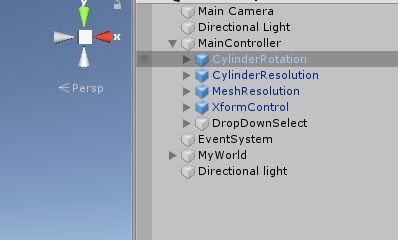 y
x
Persp
Main Camera
Directional Light
MainController
CylinderRotation
CylinderResolution
MeshResolution
XformControl
DropDownSelect
EventSystem
MyWorld
Directional light